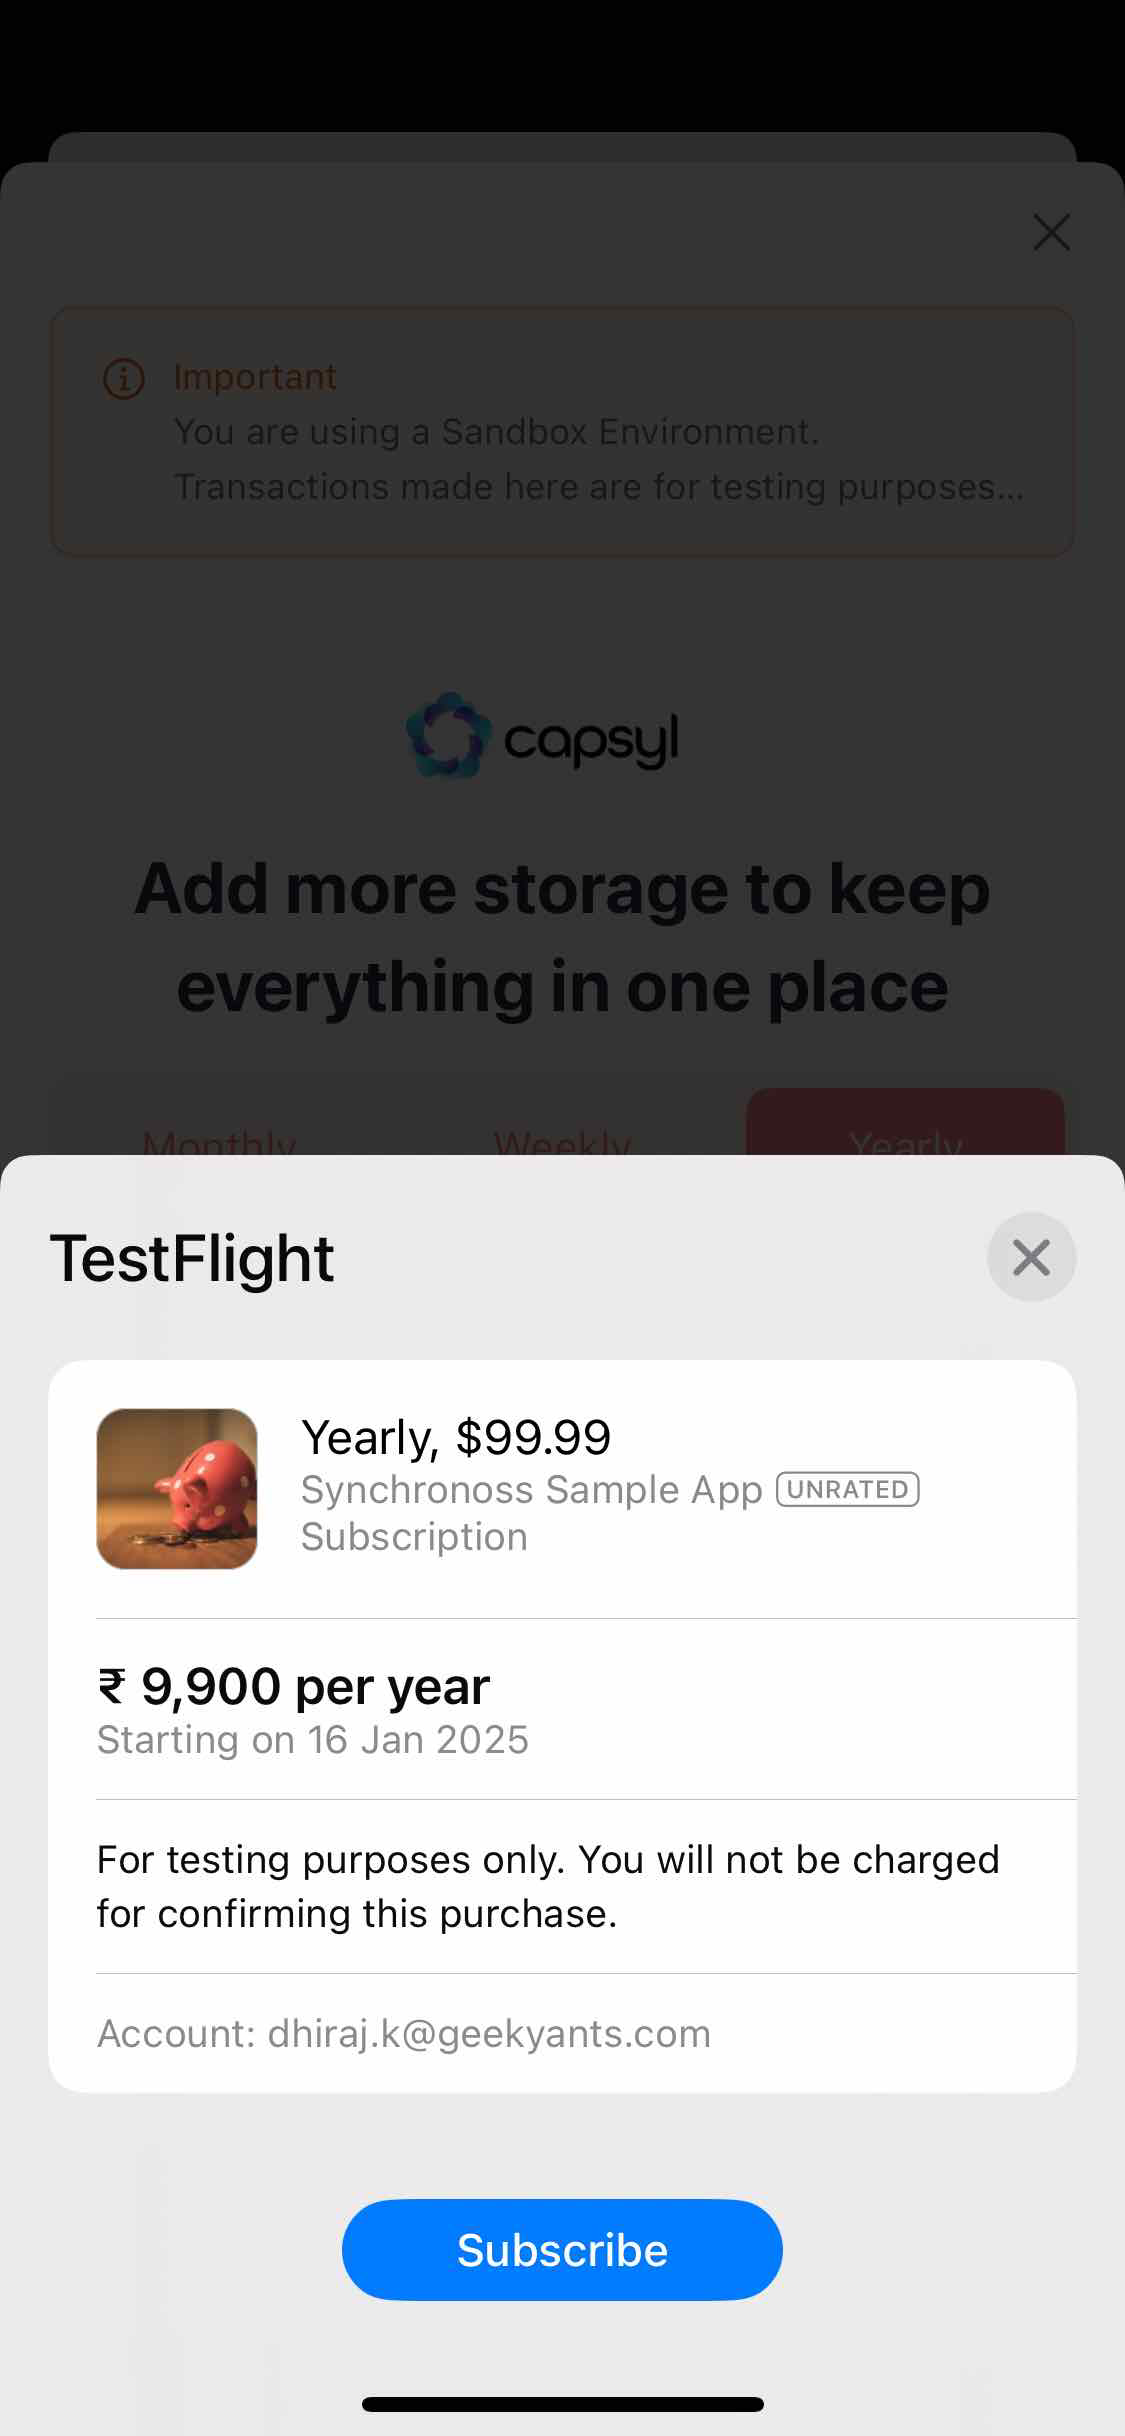 Important
You are using a Sandbox Environment.
Transactions made here are for testing purposes...
capsyl
Add more storage to keep
everything in one place
Monthly Weekly Yearly
TestFlight
Yearly, $99.99
Synchronoss Sample App UNRATED
Subscription
₹ 9,900 per year
Starting on 16 Jan 2025
For testing purposes only. You will not be charged
for confirming this purchase.
Account: dhiraj.k@geekyants.com
Subscribe